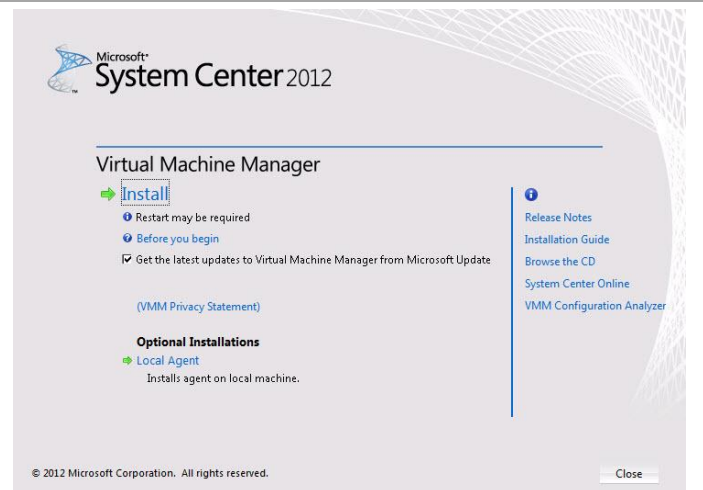 Microsoft·
System Center 2012
™
Virtual Machine Manager
Install
Restart may be required
Before you begin
Get the latest updates to Virtual Machine Manager from Microsoft Update
(VMM Privacy Statement)
Optional Installations
Local Agent
Installs agent on local machine.
Release Notes
Installation Guide
Browse the CD
System Center Online
VMM Configuration Analyzer
© 2012 Microsoft Corporation. All rights reserved.
Close